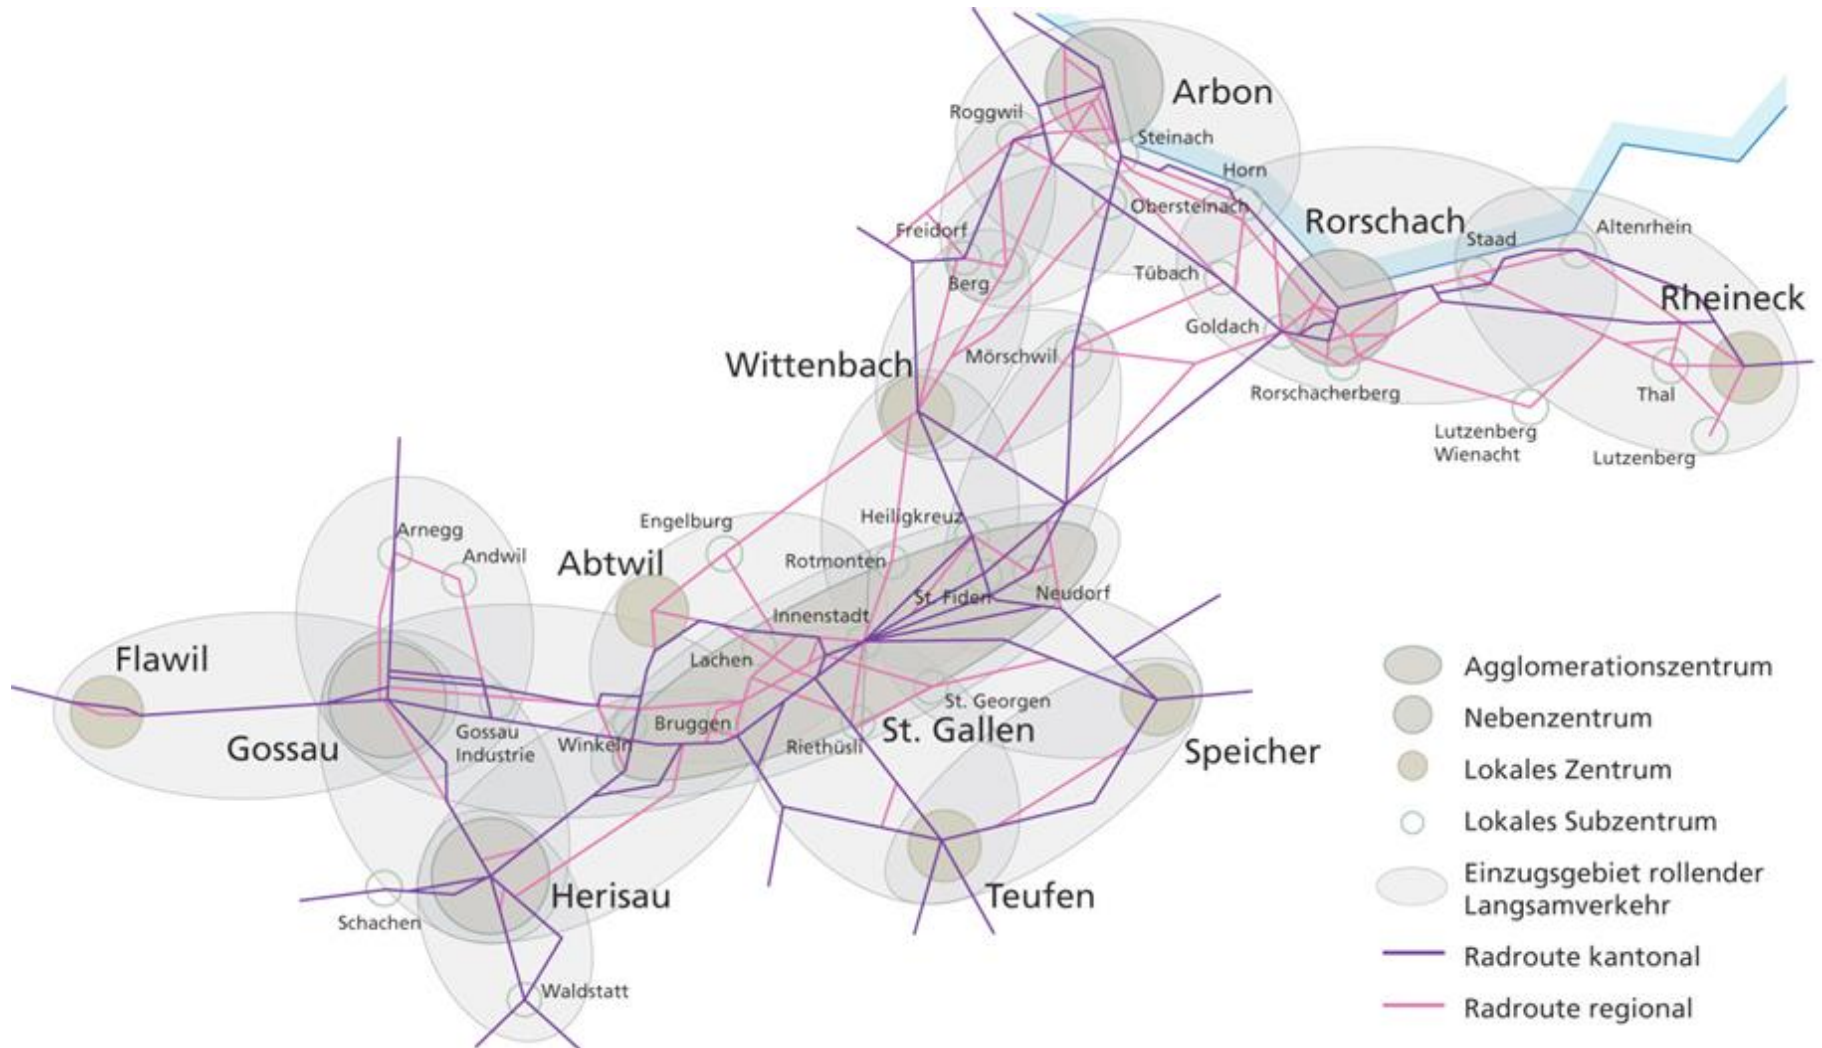 Arbon
Roggwil
Steinach
Horn
Obersteinach
Rorschach
Freidorf
Staad
Altenrhein
Tübach
Berg
Rheineck
Goldach
Wittenbach
Mörschwil
Rorschacherberg
Thal
Lutzenberg
Wienacht
Lutzenberg
Engelburg
Heiligkreuz
Arnegg
Andwil
Abtwil
Rotmonten
St. Fiden
Neudorf
Innenstadt
Flawil
Lachen
St. Georgen
Gossau
Gossau
Industrie
Winkeln
Bruggen
Riethüsli
St. Gallen
Speicher
Herisau
Teufen
Schachen
Waldstatt
Agglomerationszentrum
Nebenzentrum
Lokales Zentrum
Lokales Subzentrum
Einzugsgebiet rollender
Langsamverkehr
Radroute kantonal
Radroute regional